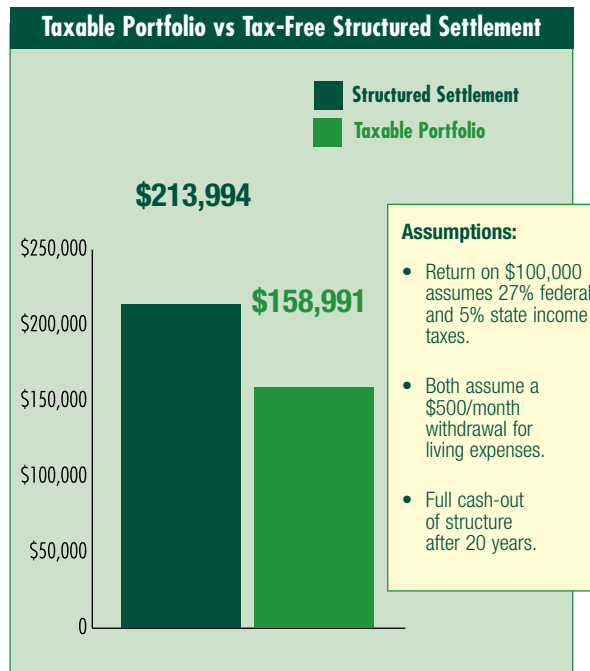 Taxable Portfolio vs Tax-Free Structured Settlement
Structured Settlement
Taxable Portfolio
$213,994
$158,991
$250,000
$200,000
$150,000
$100,000
$50,000
0
Assumptions:
• Return on $100,000
assumes 27% federal
and 5% state income
taxes.
• Both assume a
$500/month
withdrawal for
living expenses.
• Full cash-out
of structure
after 20 years.